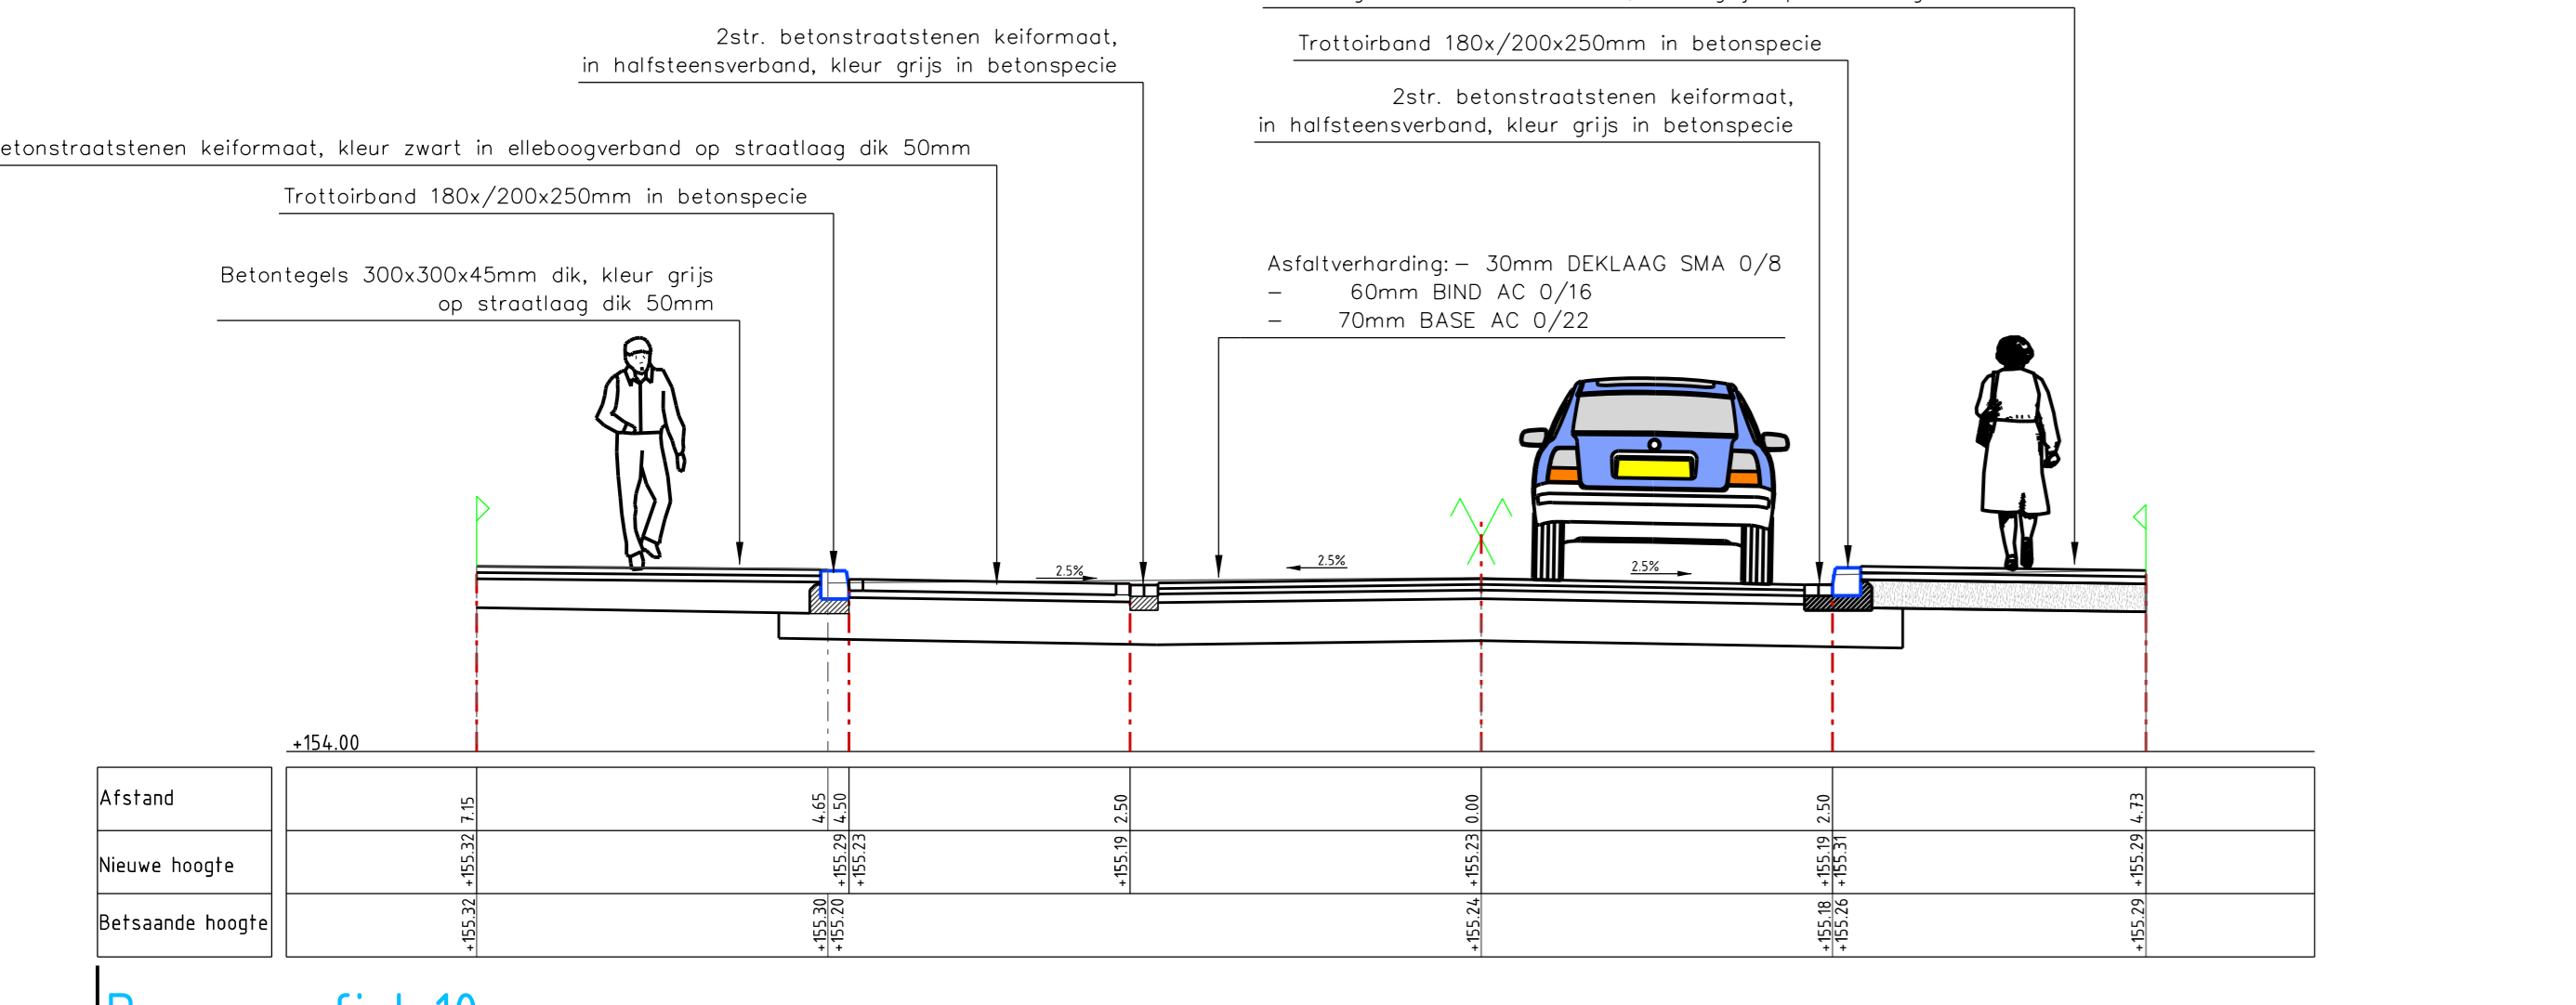 2str. betonstraatstenen keiformaat,
in halfsteensverband, kleur grijs in betonspecie
Trottoirband 180x/200x250mm in betonspecie
2str. betonstraatstenen keiformaat,
in halfsteensverband, kleur grijs in betonspecie
etonstraatstenen keiformaat, kleur zwart in elleboogverband op straatlaag dik 50mm
Trottoirband 180x/200x250mm in betonspecie
Betontegels 300x300x45mm dik, kleur grijs
op straatlaag dik 50mm
Asfaltverharding: - 30mm DEKLAAG SMA 0/8
- 60mm BIND AC 0/16
- 70mm BASE AC 0/22
2.5% 2.5% 2.5%
+154.00
Afstand 7.15 4.65 4.50 2.50 0.00 2.50 4.73
Nieuwe hoogte +155.32 +155.29 +155.23 +155.19 +155.23 +155.19 +155.31 +155.29
Betsaande hoogte +155.32 +155.30 +155.20 +155.24 +155.18 +155.26 +155.29
10